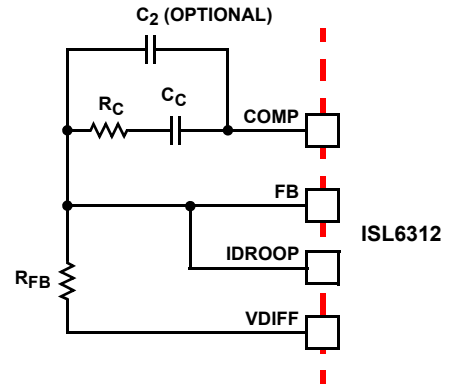 C2 (OPTIONAL)
RC
CC
COMP
FB
ISL6312
IDROOP
RFB
VDIFF